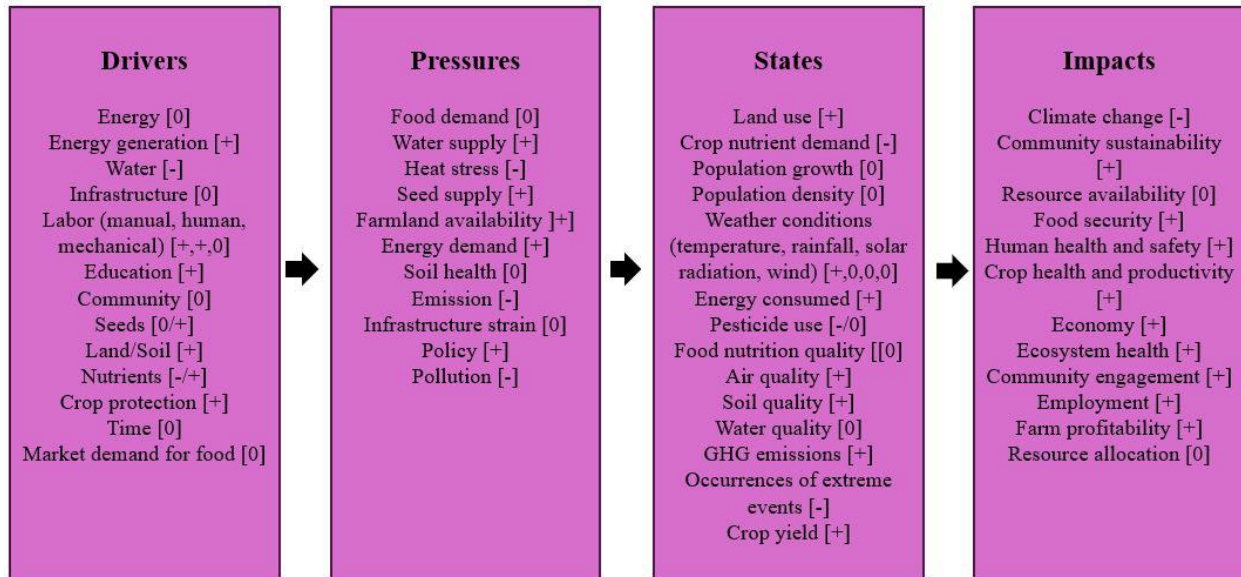 Drivers
Energy [0]
Energy generation [+]
Water [-]
Infrastructure [0]
Labor (manual, human,
mechanical) [+,+,0]
Education [+]
Community [0]
Seeds [0/+]
Land/Soil [+]
Nutrients [-/+]
Crop protection [+]
Time [0]
Market demand for food [0]
Pressures
Food demand [0]
Water supply [+]
Heat stress [-]
Seed supply [+]
Farmland availability ]+]
Energy demand [+]
Soil health [0]
Emission [-]
Infrastructure strain [0]
Policy [+]
Pollution [-]
States
Land use [+]
Crop nutrient demand [-]
Population growth [0]
Population density [0]
Weather conditions
(temperature, rainfall, solar
radiation, wind) [+,0,0,0]
Energy consumed [+]
Pesticide use [-/0]
Food nutrition quality [[0]
Air quality [+]
Soil quality [+]
Water quality [0]
GHG emissions [+]
Occurrences of extreme
events [-]
Crop yield [+]
Impacts
Climate change [-]
Community sustainability
[+]
Resource availability [0]
Food security [+]
Human health and safety [+]
Crop health and productivity
[+]
Economy [+]
Ecosystem health [+]
Community engagement [+]
Employment [+]
Farm profitability [+]
Resource allocation [0]